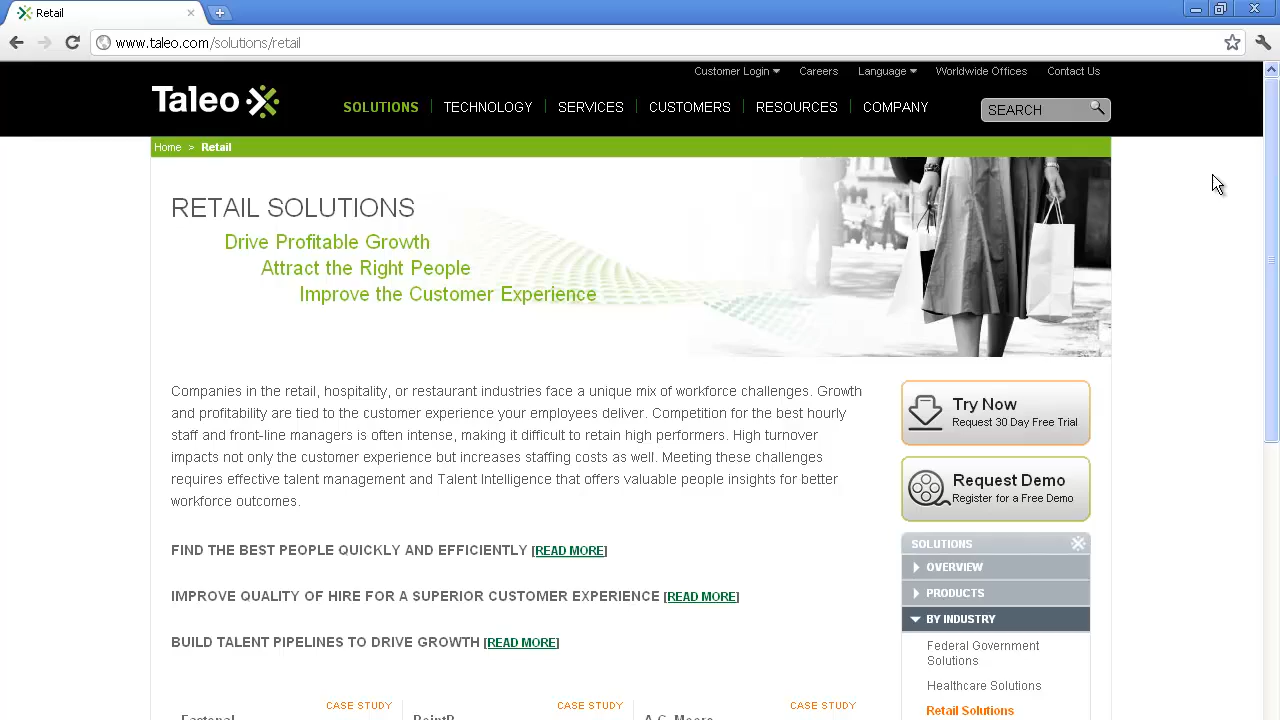 Retail
www.taleo.com/solutions/retail
Customer Login
Careers
Language
Worldwide Offices
Contact Us
Taleo
SOLUTIONS
TECHNOLOGY
SERVICES
CUSTOMERS
RESOURCES
COMPANY
SEARCH
Home > Retail
RETAIL SOLUTIONS
Drive Profitable Growth
Attract the Right People
Improve the Customer Experience
Companies in the retail, hospitality, or restaurant industries face a unique mix of workforce challenges. Growth
and profitability are tied to the customer experience your employees deliver. Competition for the best hourly
staff and front-line managers is often intense, making it difficult to retain high performers. High turnover
impacts not only the customer experience but increases staffing costs as well. Meeting these challenges
requires effective talent management and Talent Intelligence that offers valuable people insights for better
workforce outcomes.
FIND THE BEST PEOPLE QUICKLY AND EFFICIENTLY [READ MORE]
IMPROVE QUALITY OF HIRE FOR A SUPERIOR CUSTOMER EXPERIENCE [READ MORE]
BUILD TALENT PIPELINES TO DRIVE GROWTH [READ MORE]
CASE STUDY
CASE STUDY
CASE STUDY
Try Now
Request 30 Day Free Trial
Request Demo
Register for a Free Demo
SOLUTIONS
OVERVIEW
PRODUCTS
BY INDUSTRY
Federal Government
Solutions
Healthcare Solutions
Retail Solutions